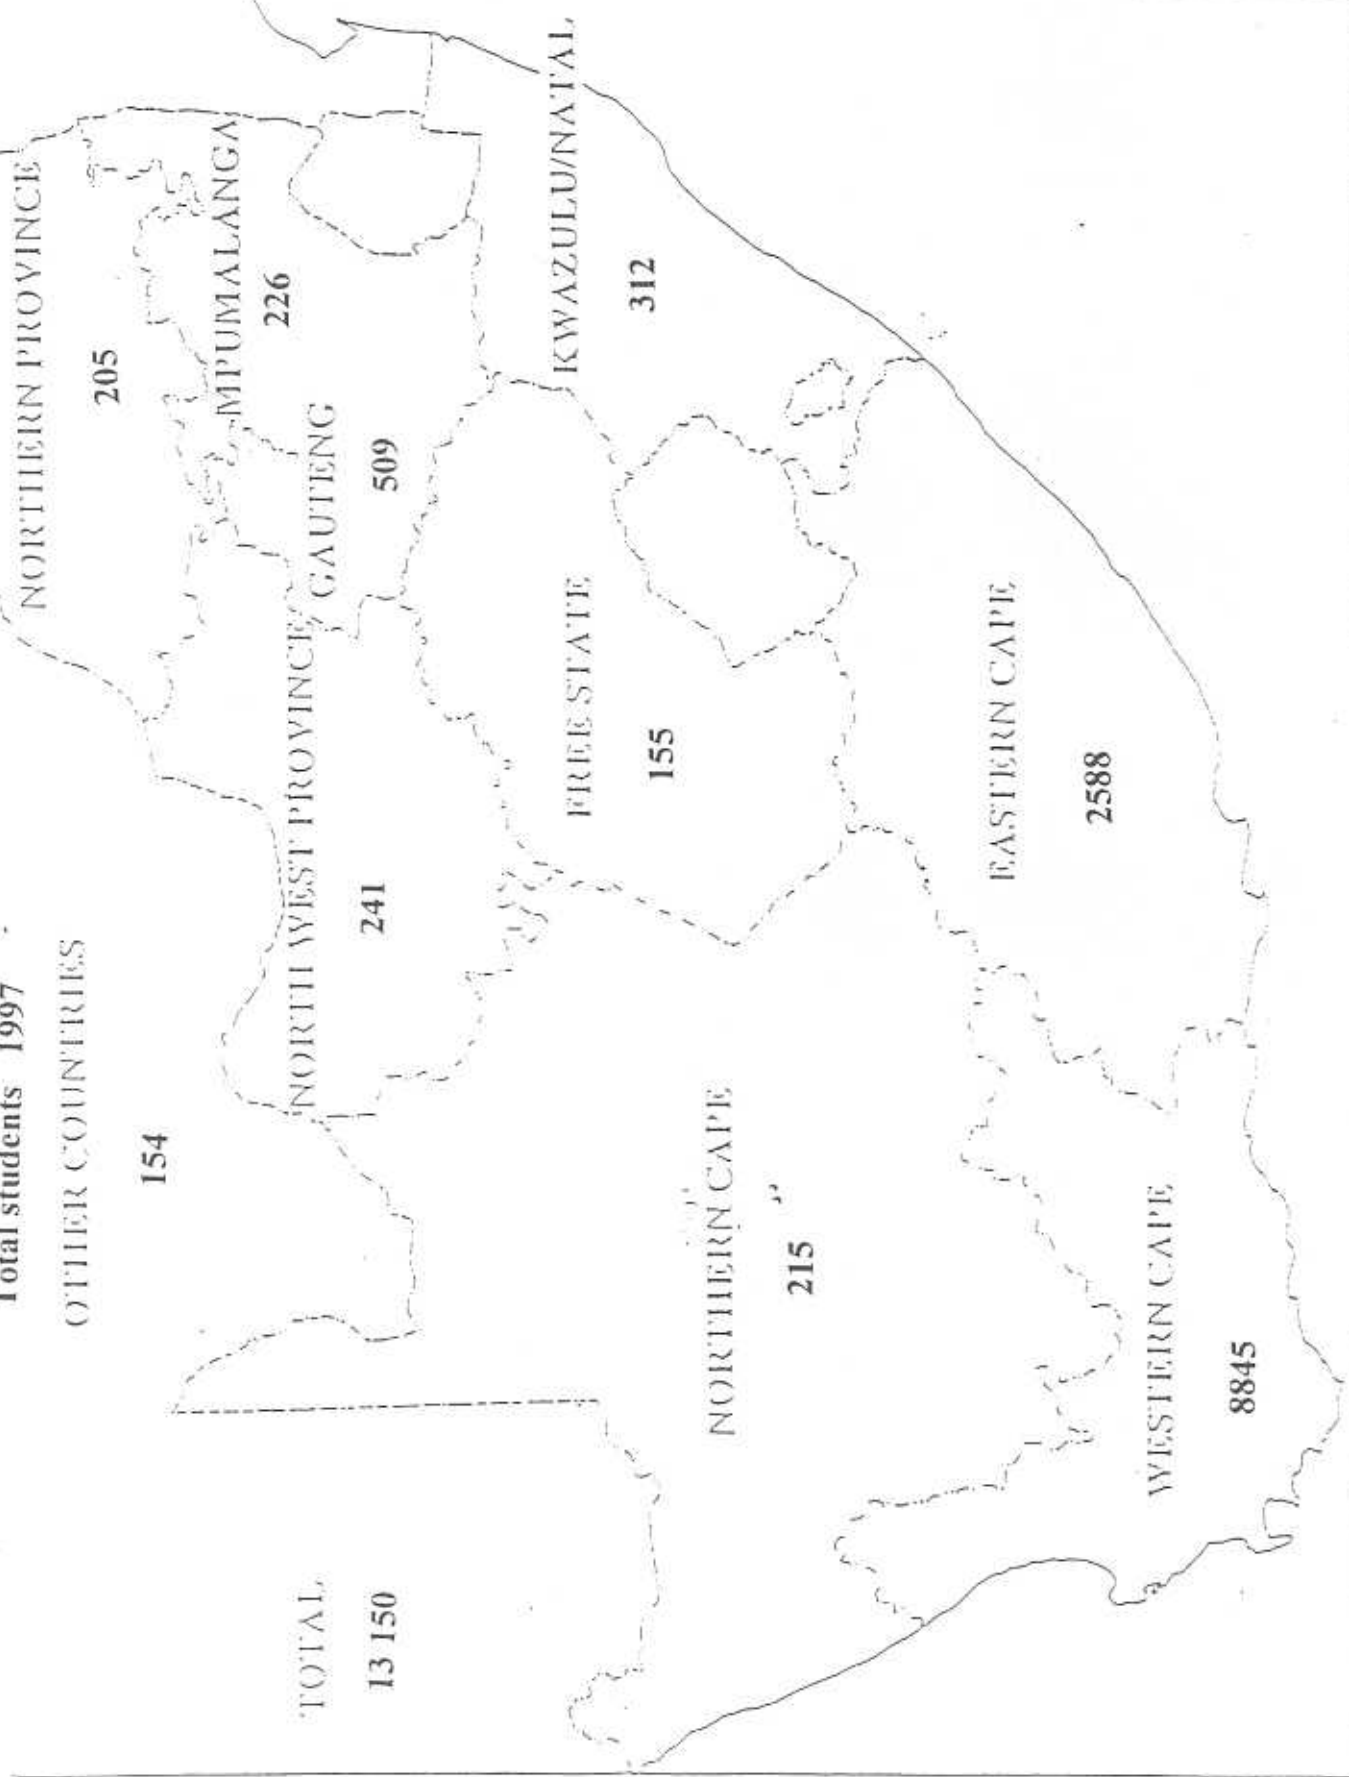 Total students 1997
OTHER COUNTRIES
154
NORTHERN PROVINCE
205
MPUMALANGA
226
GAUTENG
509
NORTH WEST PROVINCE
241
TOTAL
13 150
FREE STATE
155
KWAZULU/NATAL
312
NORTHERN CAPE
215
EASTERN CAPE
2588
WESTERN CAPE
8845